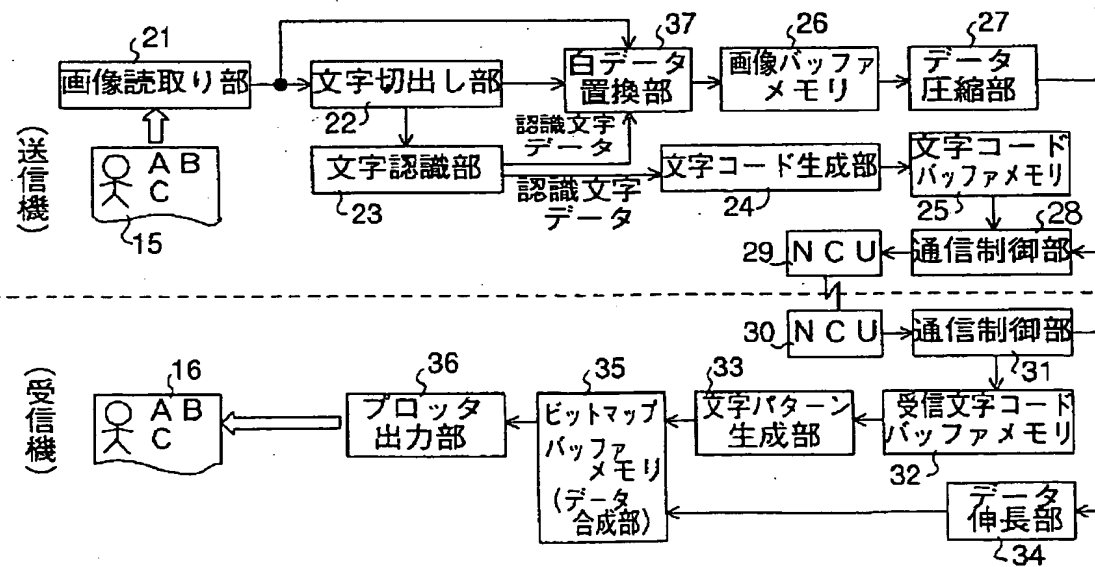 21
画像読取り部
(送信機)
A B
C
15
文字切出し部
22
文字認識部
23
認識文字
データ
認識文字
データ
37
白データ
置換部
26
画像バッファ
メモリ
27
データ
圧縮部
文字コード生成部
24
文字コード
バッファメモリ
25
28
通信制御部
29
NCU
30
NCU
通信制御部
31
受信文字コード
バッファメモリ
32
33
文字パターン
生成部
データ
伸長部
34
35
ビットマップ
バッファ
メモリ
(データ
合成部)
36
プロッタ
出力部
16
A B
C
(受信機)